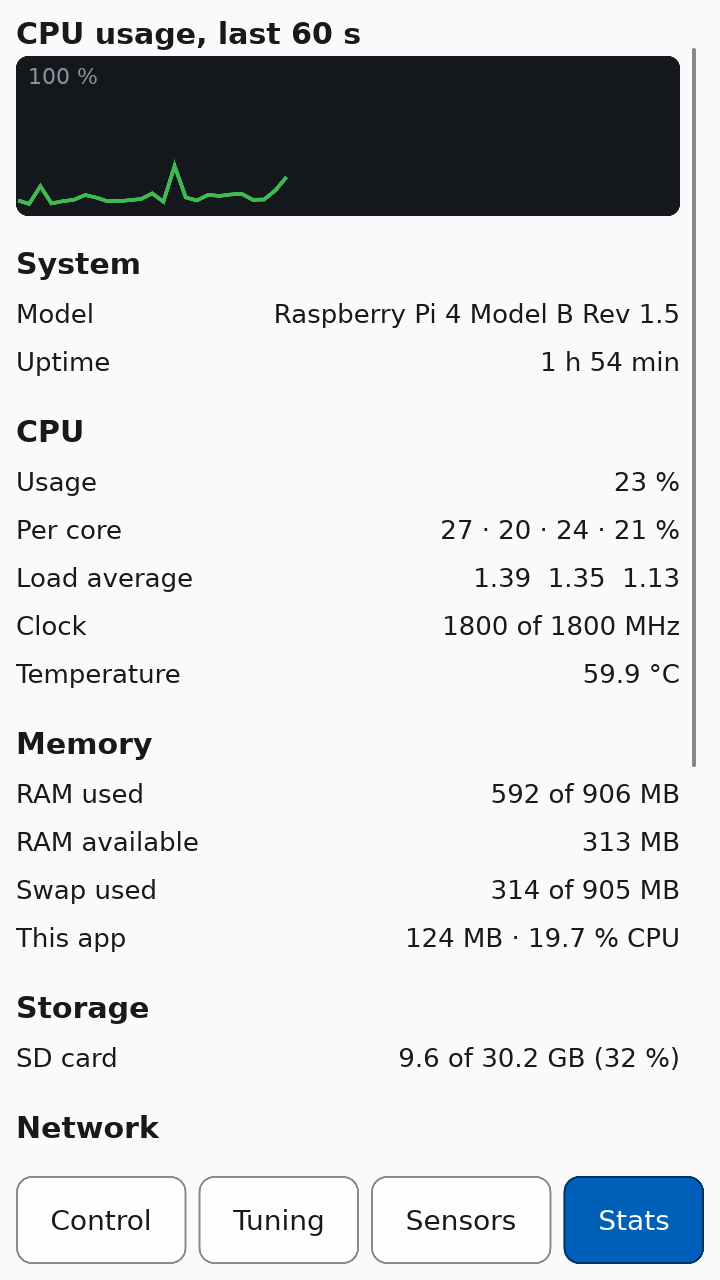 CPU usage, last 60 s
100 %
System
Model Raspberry Pi 4 Model B Rev 1.5
Uptime 1 h 54 min
CPU
Usage 23 %
Per core 27 · 20 · 24 · 21 %
Load average 1.39 1.35 1.13
Clock 1800 of 1800 MHz
Temperature 59.9 °C
Memory
RAM used 592 of 906 MB
RAM available 313 MB
Swap used 314 of 905 MB
This app 124 MB · 19.7 % CPU
Storage
SD card 9.6 of 30.2 GB (32 %)
Network
Control Tuning Sensors Stats